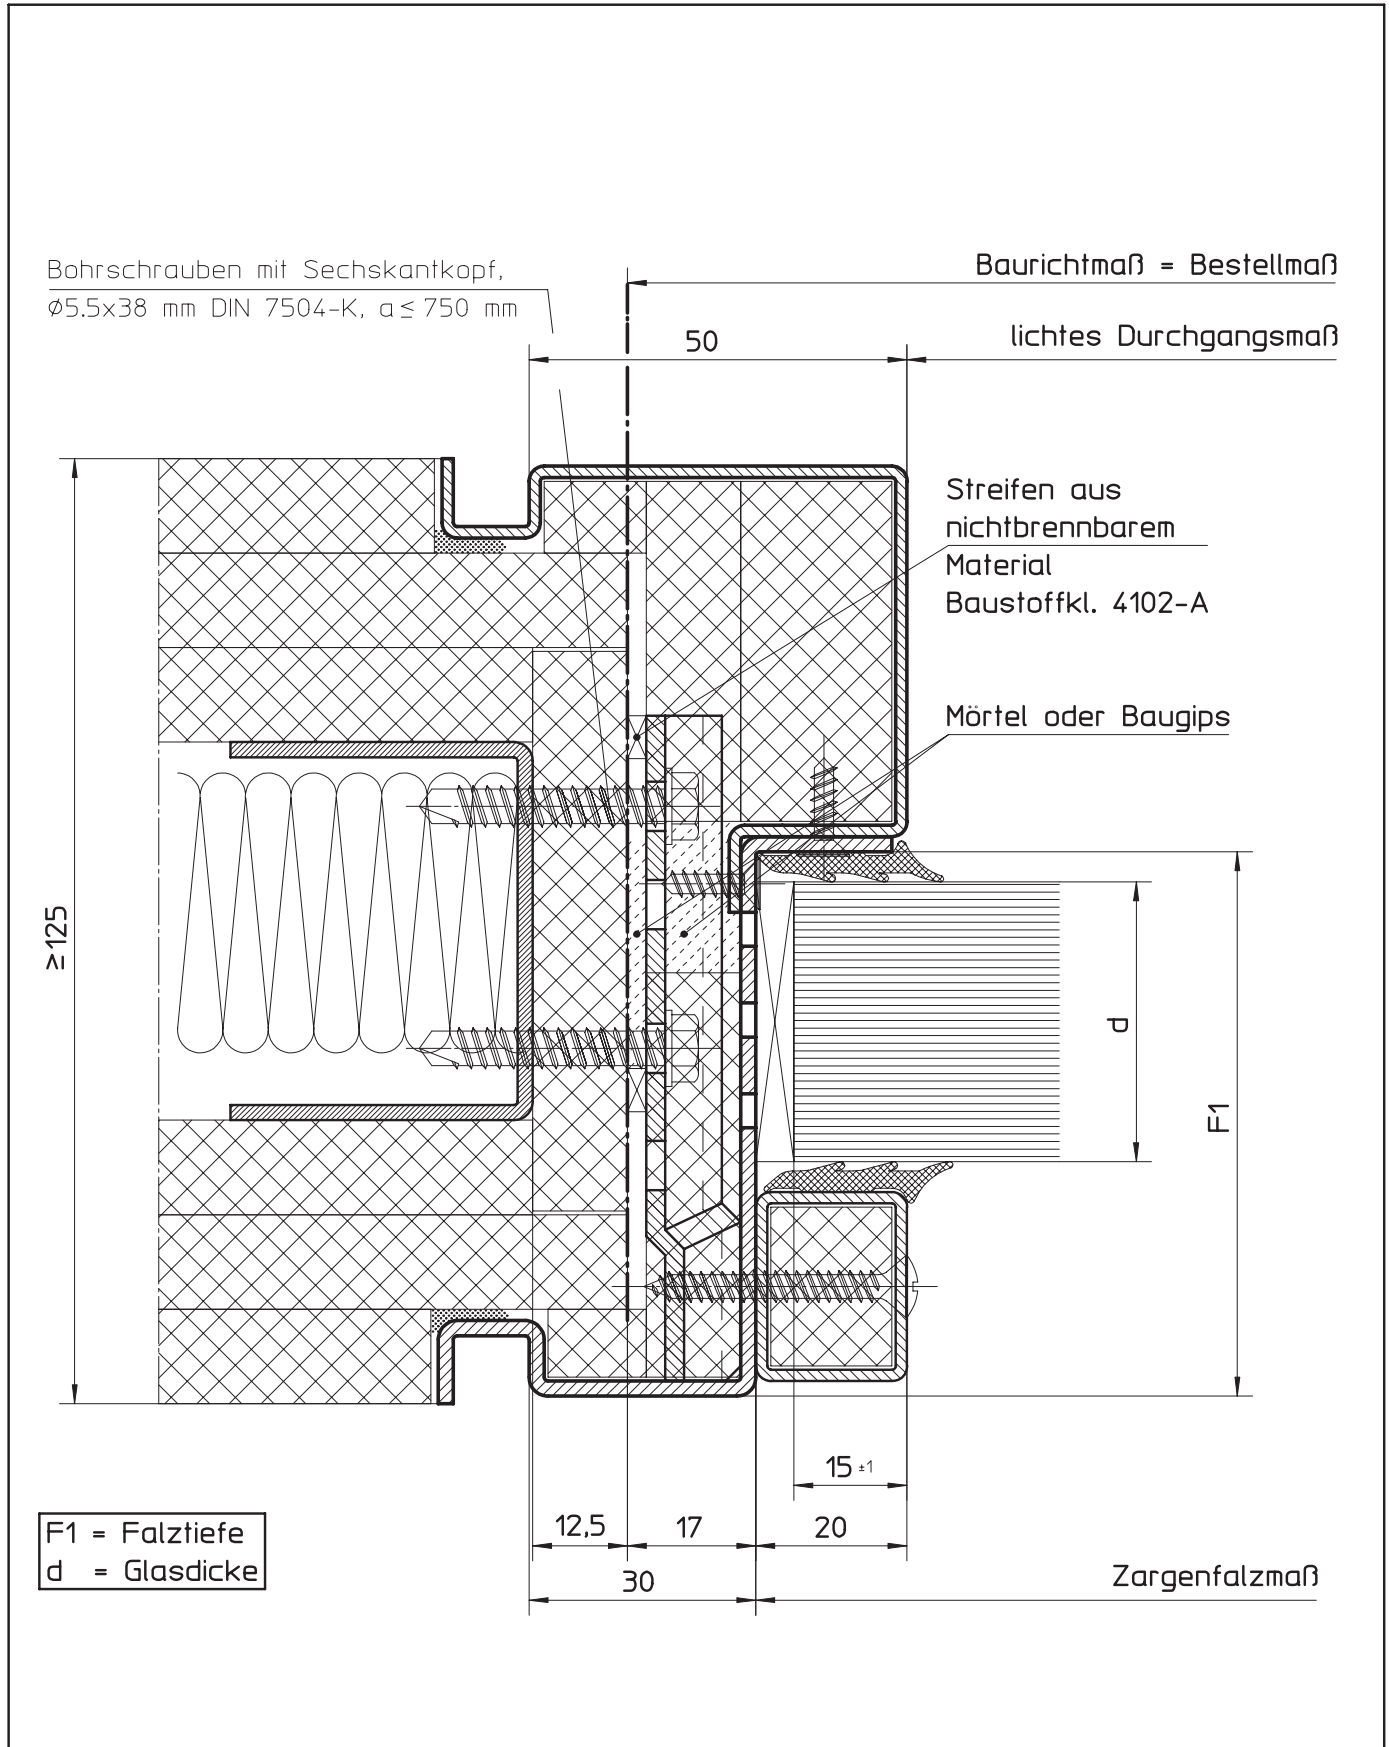 Bohrschrauben mit Sechskantkopf,
Ø5.5x38 mm DIN 7504-K, a≤750 mm
Baurichtmaß = Bestellmaß
50
lichtes Durchgangsmaß
Streifen aus
nichtbrennbarem
Material
Baustoffkl. 4102-A
Mörtel oder Baugips
≥125
d
F1
15 ±1
12,5
17
20
30
Zargenfalzmaß
F1 = Falztiefe
d = Glasdicke